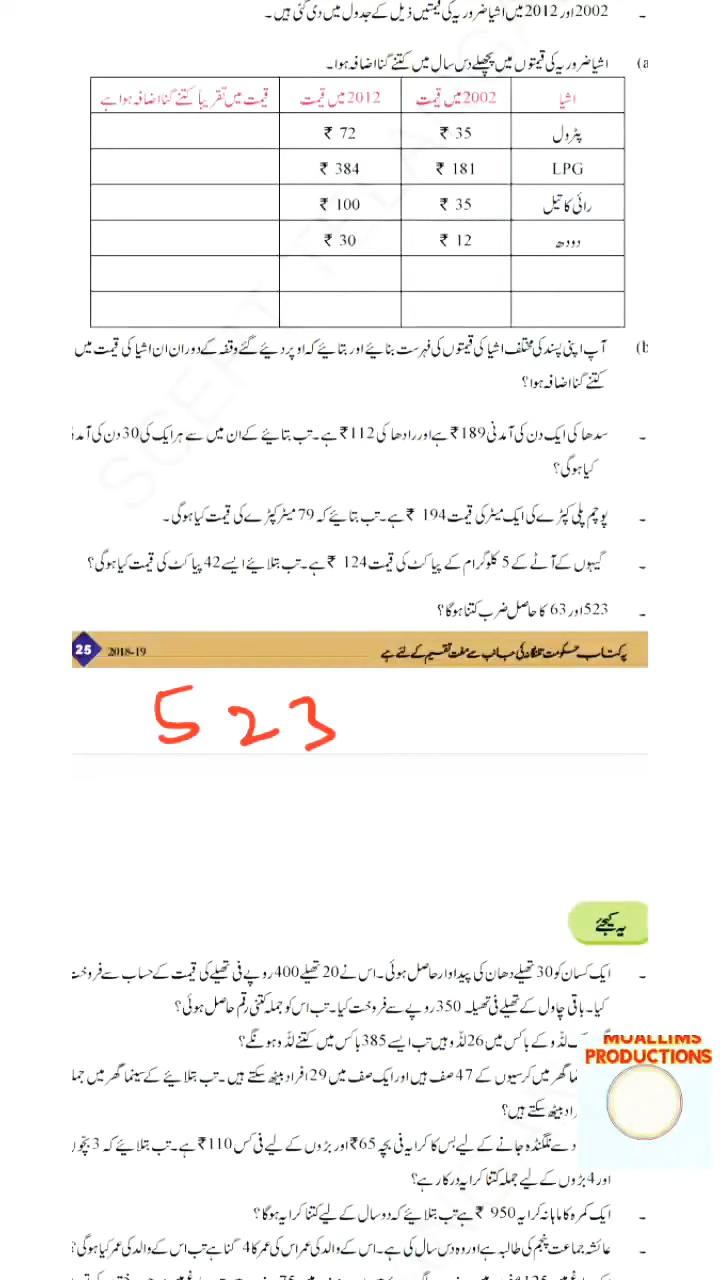 2002 اور 2012 میں اشیا ضروریہ کی قیمتیں ذیل کے جدول میں دی گئی ہیں۔
(a اشیا ضروریہ کی قیمتوں میں پچھلے دس سال میں کتنے گنا اضافہ ہوا۔
اشیا 2002 میں قیمت 2012 میں قیمت قیمت میں تقریباً کتنے گنا اضافہ ہوا ہے
پٹرول ₹ 35 ₹ 72
LPG ₹ 181 ₹ 384
رائی کا تیل ₹ 35 ₹ 100
دودھ ₹ 12 ₹ 30
(b آپ اپنی پسند کی مختلف اشیا کی قیمتوں کی فہرست بنائیے اور بتائیے کہ اوپر دیئے گئے وقفہ کے دوران ان اشیا کی قیمت میں
کتنے گنا اضافہ ہوا؟
سدھا کی ایک دن کی آمدنی 189₹ ہے اور رادھا کی 112₹ ہے۔ تب بتایئے کے ان میں سے ہر ایک کی 30 دن کی
کیا ہوگی؟
پوچم پلی کپڑے کی ایک میٹر کی قیمت 194 ₹ ہے۔ تب بتائیے کہ 79 میٹر کپڑے کی قیمت کیا ہوگی۔
گیہوں کے آٹے کے 5 کلوگرام کے پیاکٹ کی قیمت 124 ₹ ہے۔ تب بتلایئے ایسے 42 پیاکٹ کی قیمت کیا ہوگی؟
523 اور 63 کا حاصل ضرب کتنا ہوگا؟
یہ کتاب حکومت تلنگانہ کی جانب سے مفت تقسیم کے لئے ہے 2018-19 25
523
یہ کیجئے
ایک کسان کو 30 تھیلے دھان کی پیداوار حاصل ہوئی۔ اس نے 20 تھیلے 400 روپے فی تھیلے کی قیمت کے حساب سے فروخت
کیا۔ باقی چاول کے تھیلے فی تھیلہ 350 روپے سے فروخت کیا۔ تب اس کو جملہ کتنی رقم حاصل ہوئی؟
لڈو کے باکس میں 26 لڈو ہیں تب ایسے 385 باکس میں کتنے لڈو ہونگے؟
گھر میں کرسیوں کے 47 صف ہیں اور ایک صف میں 29 افراد بیٹھ سکتے ہیں۔ تب بتلایئے کے سینما گھر میں
بیٹھ سکتے ہیں؟
سے نلگنڈہ جانے کے لیے بس کا کرایہ فی بچہ 65₹ اور بڑوں کے لیے فی کس 110₹ ہے۔ تب بتلایئے کہ 3
اور 4 بڑوں کے لیے جملہ کتنا کرایہ درکار ہے؟
ایک کمرہ کا ماہانہ کرایہ 950 ₹ ہے تب بتلایئے کہ دو سال کے لیے کتنا کرایہ ہوگا؟
عائشہ جماعت پنجم کی طالبہ ہے اور وہ دس سال کی ہے۔ اس کے والد کی عمر اس کی عمر کا 4 گنا ہے تب اس کے والد کی عمر کیا ہوگی؟
MUALLIMS
PRODUCTIONS